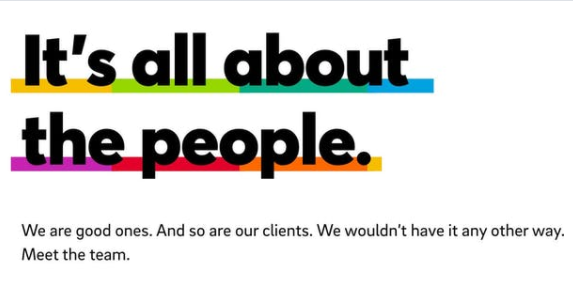 It's all about
the people.
We are good ones. And so are our clients. We wouldn't have it any other way.
Meet the team.